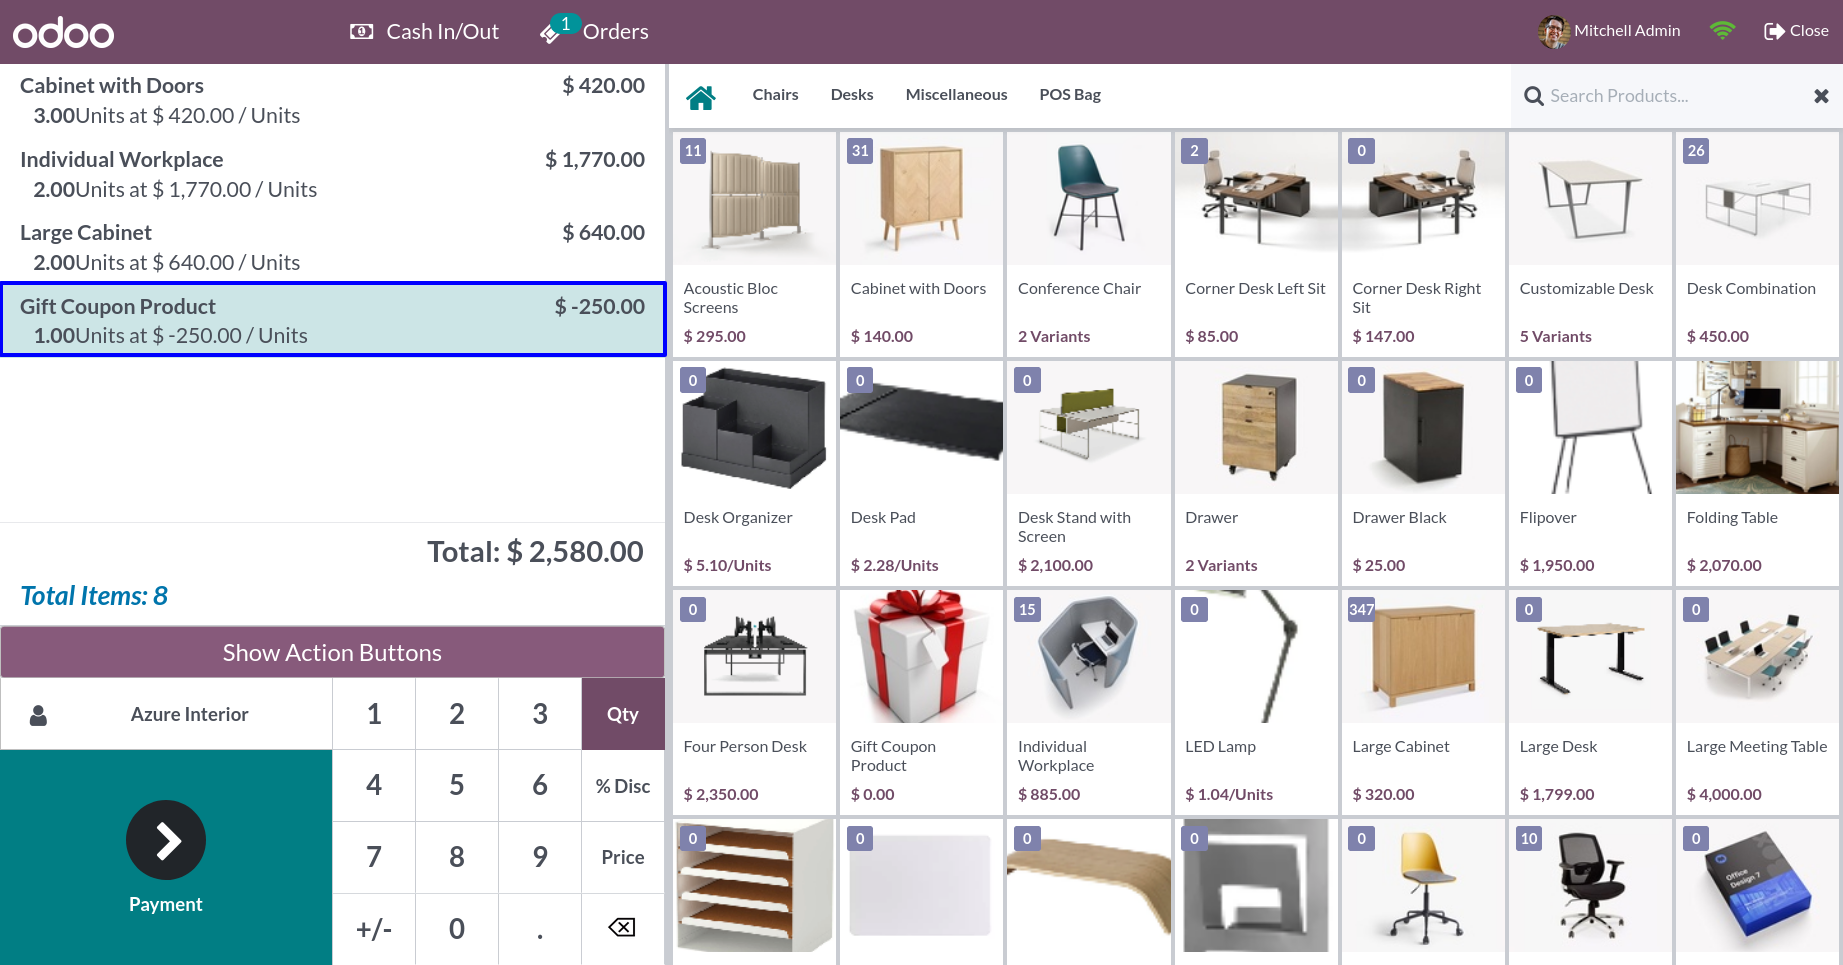 odoo
Cash In/Out
1
Orders
Mitchell Admin
Close
Cabinet with Doors $ 420.00
3.00Units at $ 420.00 / Units
Individual Workplace $ 1,770.00
2.00Units at $ 1,770.00 / Units
Large Cabinet $ 640.00
2.00Units at $ 640.00 / Units
Gift Coupon Product $ -250.00
1.00Units at $ -250.00 / Units
Total: $ 2,580.00
Total Items: 8
Show Action Buttons
Azure Interior
1 2 3 Qty
4 5 6 % Disc
7 8 9 Price
+/- 0 .
Payment
Chairs Desks Miscellaneous POS Bag
Search Products...
11
Acoustic Bloc
Screens
$ 295.00
31
Cabinet with Doors
$ 140.00
Conference Chair
2 Variants
2
Corner Desk Left Sit
$ 85.00
0
Corner Desk Right
Sit
$ 147.00
Customizable Desk
5 Variants
26
Desk Combination
$ 450.00
0
Desk Organizer
$ 5.10/Units
0
Desk Pad
$ 2.28/Units
0
Desk Stand with
Screen
$ 2,100.00
Drawer
2 Variants
0
Drawer Black
$ 25.00
0
Flipover
$ 1,950.00
Folding Table
$ 2,070.00
0
Four Person Desk
$ 2,350.00
Gift Coupon
Product
$ 0.00
15
Individual
Workplace
$ 885.00
0
LED Lamp
$ 1.04/Units
347
Large Cabinet
$ 320.00
0
Large Desk
$ 1,799.00
0
Large Meeting Table
$ 4,000.00
0
0
0
0
0
10
0
Office
Design 7